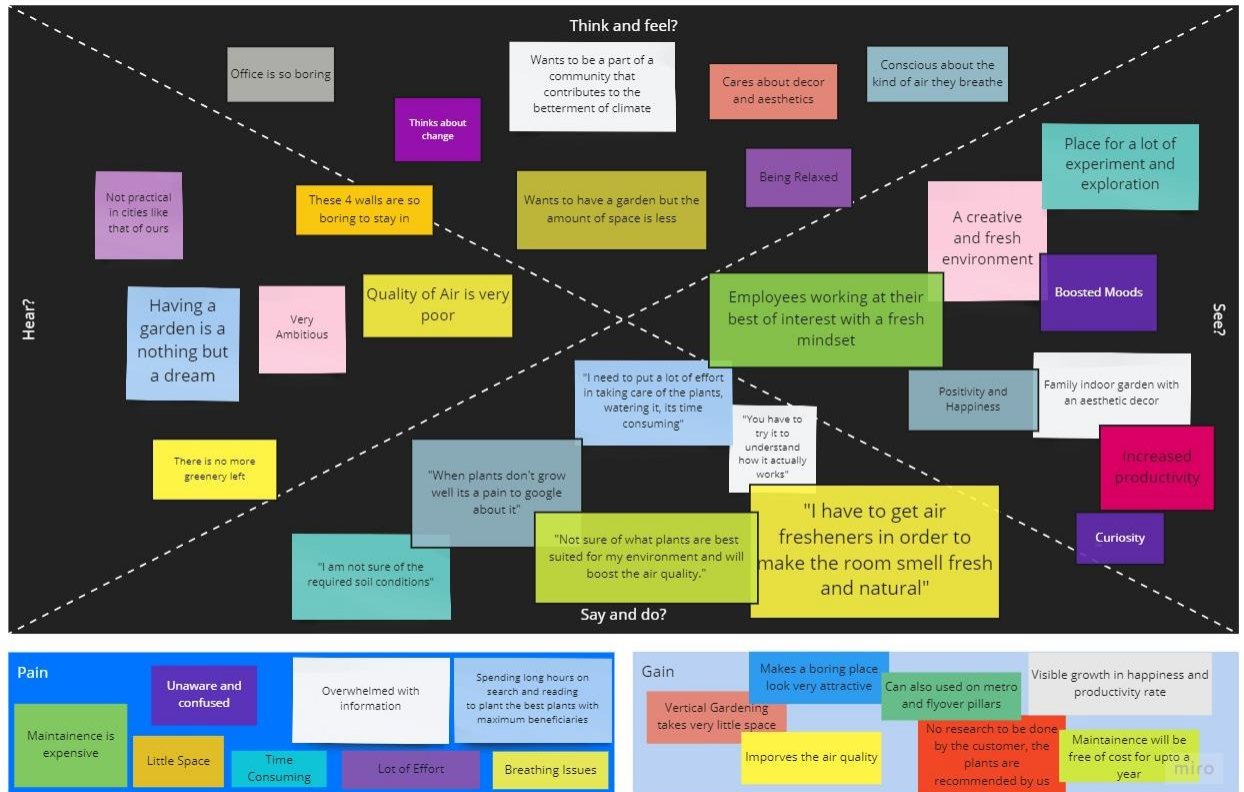 Think and feel?
Office is so boring
Thinks about
change
Wants to be a part of a
community that
contributes to the
betterment of climate
Cares about decor
and aesthetics
Conscious about the
kind of air they breathe
Being Relaxed
Wants to have a garden but the
amount of space is less
Hear?
Not practical
in cities like
that of ours
These 4 walls are so
boring to stay in
Having a
garden is a
nothing but
a dream
Very
Ambitious
Quality of Air is very
poor
There is no more
greenery left
See?
Place for a lot of
experiment and
exploration
A creative
and fresh
environment
Boosted Moods
Employees working at their
best of interest with a fresh
mindset
Positivity and
Happiness
Family indoor garden with
an aesthetic decor
Increased
productivity
Curiosity
"I need to put a lot of effort
in taking care of the plants,
watering it, its time
consuming"
"You have to
try it to
understand
how it actually
works"
"When plants don't grow
well its a pain to google
about it"
"Not sure of what plants are best
suited for my environment and will
boost the air quality."
"I have to get air
fresheners in order to
make the room smell fresh
and natural"
"I am not sure of the
required soil conditions"
Say and do?
Pain
Unaware and
confused
Overwhelmed with
information
Spending long hours on
search and reading
to plant the best plants with
maximum beneficiaries
Maintainence is
expensive
Little Space
Time
Consuming
Lot of Effort
Breathing Issues
Gain
Makes a boring place
look very attractive
Can also used on metro
and flyover pillars
Visible growth in happiness and
productivity rate
Vertical Gardening
takes very little space
Imporves the air quality
No research to be done
by the customer, the
plants are
recommended by us
Maintainence will be
free of cost for upto a
year
miro